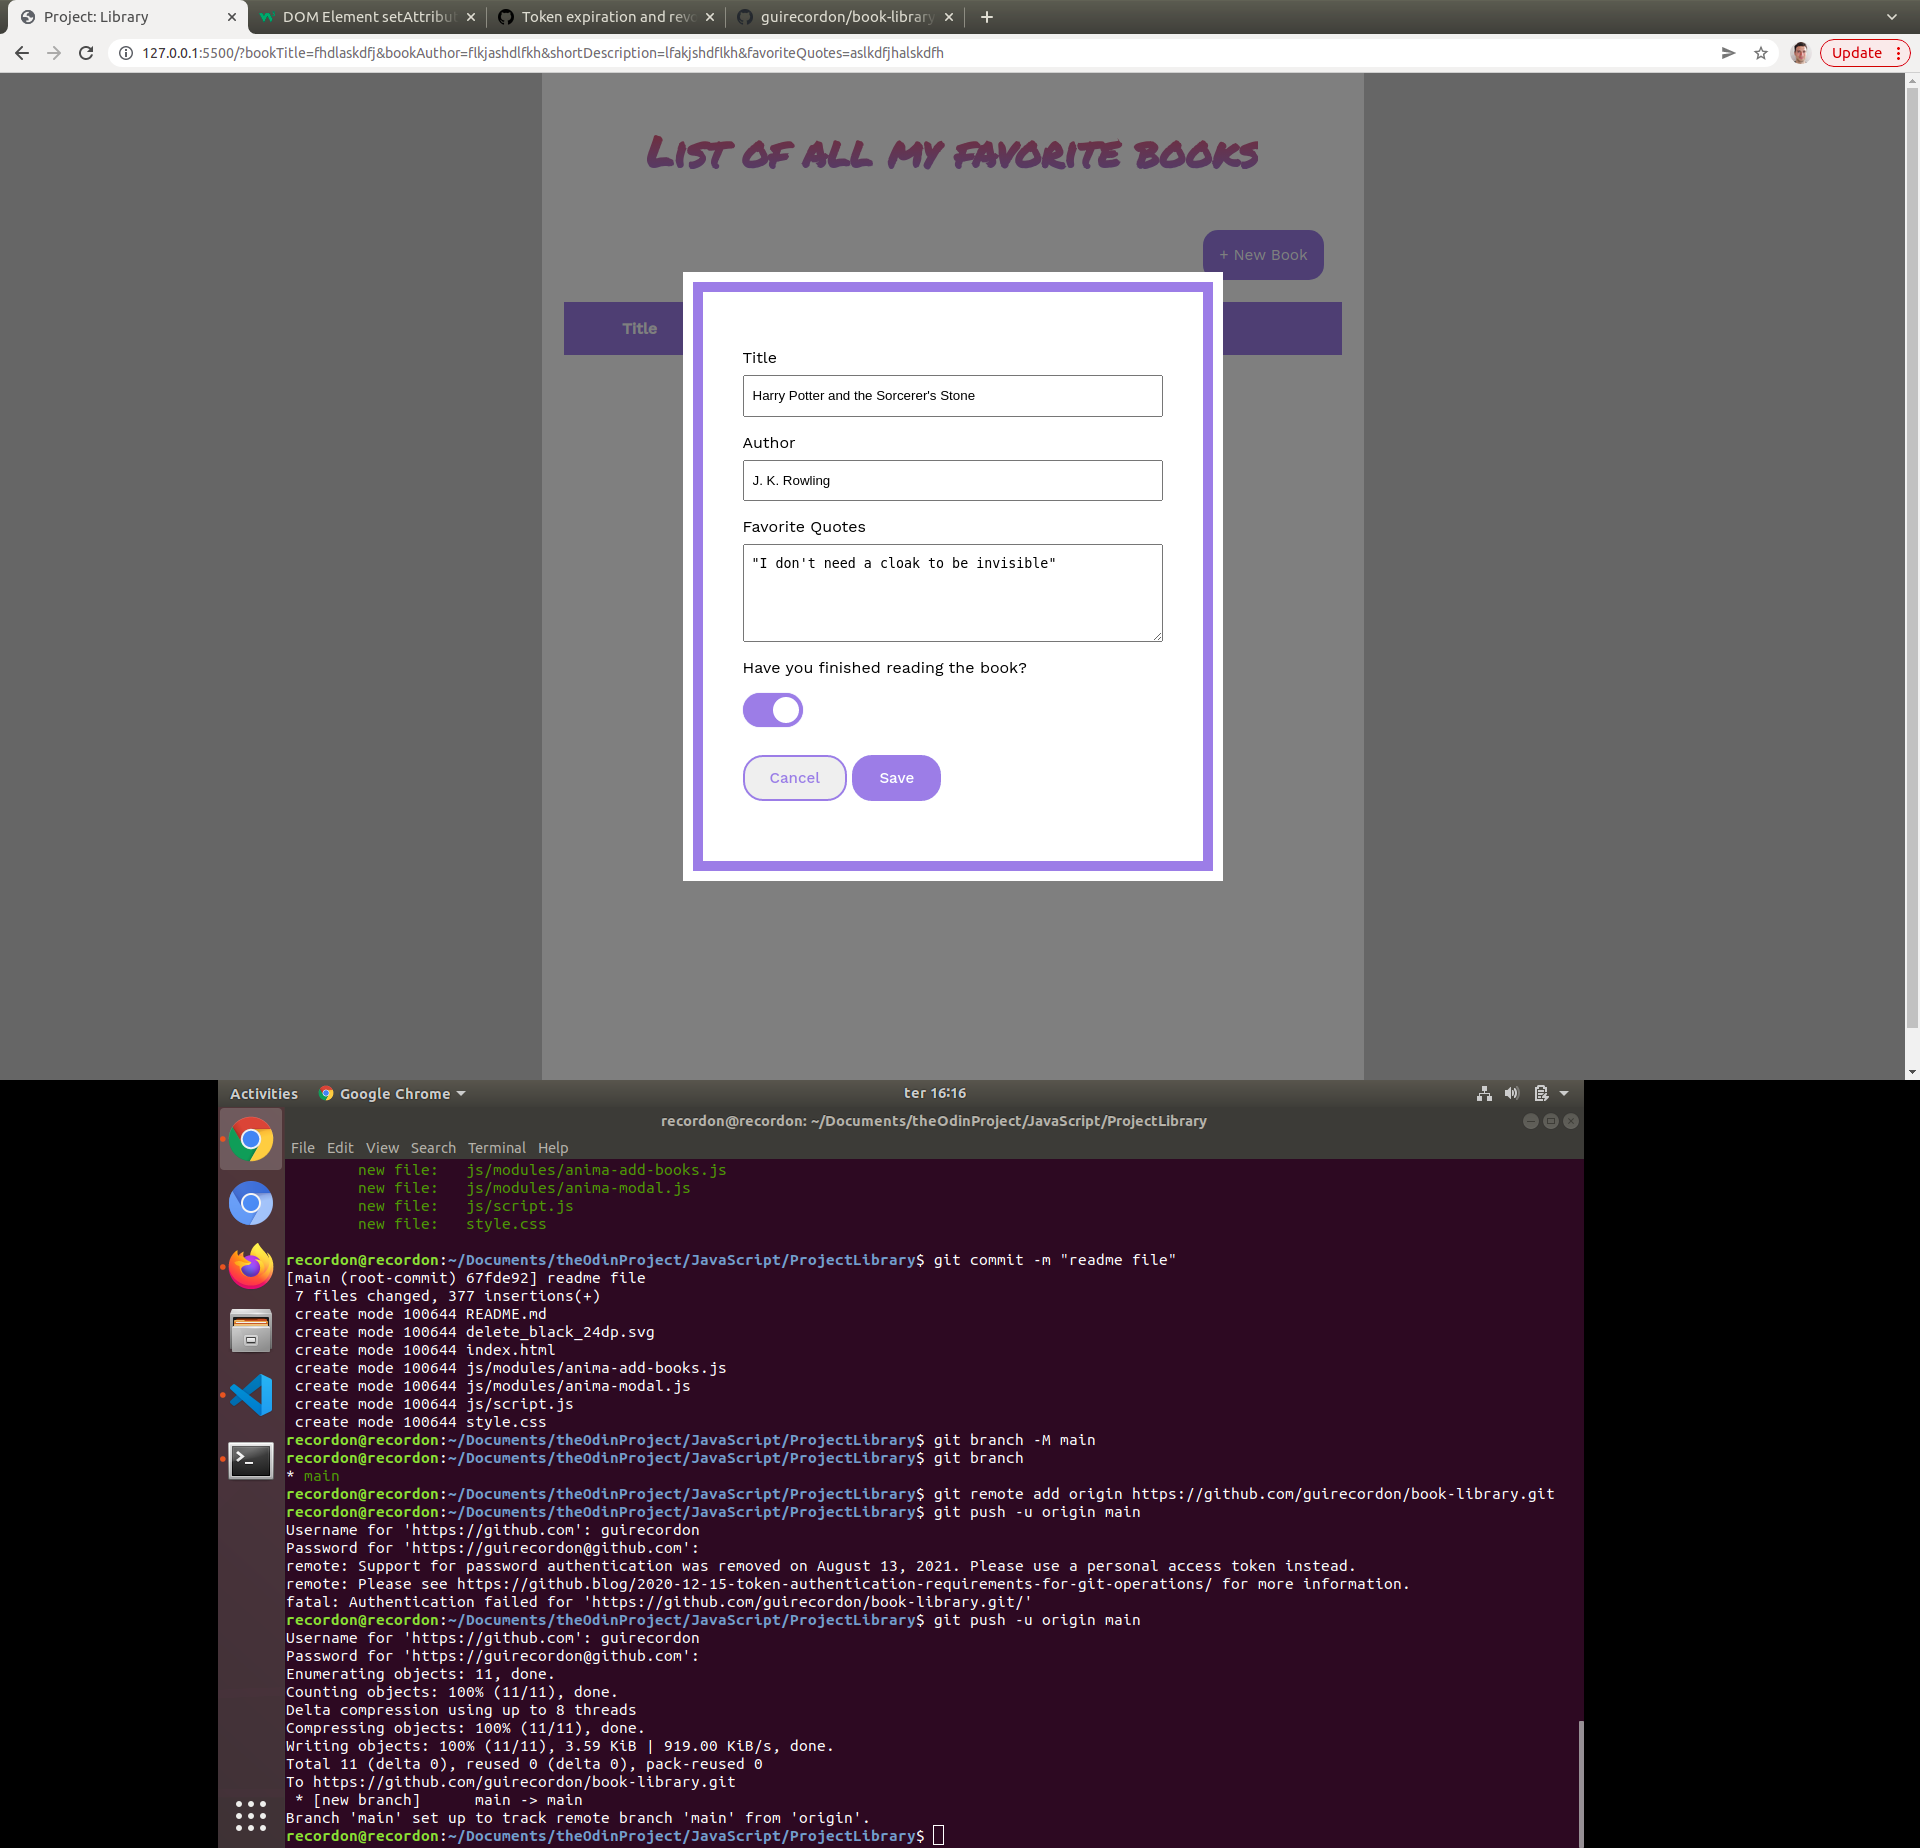 Project: Library
DOM Element setAttribut
Token expiration and revo
guirecordon/book-library
127.0.0.1:5500/?bookTitle=fhdlaskdfj&bookAuthor=flkjashdlfkh&shortDescription=lfakjshdflkh&favoriteQuotes=aslkdfjhalskdfh
Update
List of all my favorite books
+ New Book
Title
Title
Harry Potter and the Sorcerer's Stone
Author
J. K. Rowling
Favorite Quotes
"I don't need a cloak to be invisible"
Have you finished reading the book?
Cancel Save
Activities Google Chrome ter 16:16
recordon@recordon: ~/Documents/theOdinProject/JavaScript/ProjectLibrary
File Edit View Search Terminal Help
new file: js/modules/anima-add-books.js
new file: js/modules/anima-modal.js
new file: js/script.js
new file: style.css
recordon@recordon:~/Documents/theOdinProject/JavaScript/ProjectLibrary$ git commit -m "readme file"
[main (root-commit) 67fde92] readme file
7 files changed, 377 insertions(+)
create mode 100644 README.md
create mode 100644 delete_black_24dp.svg
create mode 100644 index.html
create mode 100644 js/modules/anima-add-books.js
create mode 100644 js/modules/anima-modal.js
create mode 100644 js/script.js
create mode 100644 style.css
recordon@recordon:~/Documents/theOdinProject/JavaScript/ProjectLibrary$ git branch -M main
recordon@recordon:~/Documents/theOdinProject/JavaScript/ProjectLibrary$ git branch
* main
recordon@recordon:~/Documents/theOdinProject/JavaScript/ProjectLibrary$ git remote add origin https://github.com/guirecordon/book-library.git
recordon@recordon:~/Documents/theOdinProject/JavaScript/ProjectLibrary$ git push -u origin main
Username for 'https://github.com': guirecordon
Password for 'https://guirecordon@github.com':
remote: Support for password authentication was removed on August 13, 2021. Please use a personal access token instead.
remote: Please see https://github.blog/2020-12-15-token-authentication-requirements-for-git-operations/ for more information.
fatal: Authentication failed for 'https://github.com/guirecordon/book-library.git/'
recordon@recordon:~/Documents/theOdinProject/JavaScript/ProjectLibrary$ git push -u origin main
Username for 'https://github.com': guirecordon
Password for 'https://guirecordon@github.com':
Enumerating objects: 11, done.
Counting objects: 100% (11/11), done.
Delta compression using up to 8 threads
Compressing objects: 100% (11/11), done.
Writing objects: 100% (11/11), 3.59 KiB | 919.00 KiB/s, done.
Total 11 (delta 0), reused 0 (delta 0), pack-reused 0
To https://github.com/guirecordon/book-library.git
* [new branch] main -> main
Branch 'main' set up to track remote branch 'main' from 'origin'.
recordon@recordon:~/Documents/theOdinProject/JavaScript/ProjectLibrary$